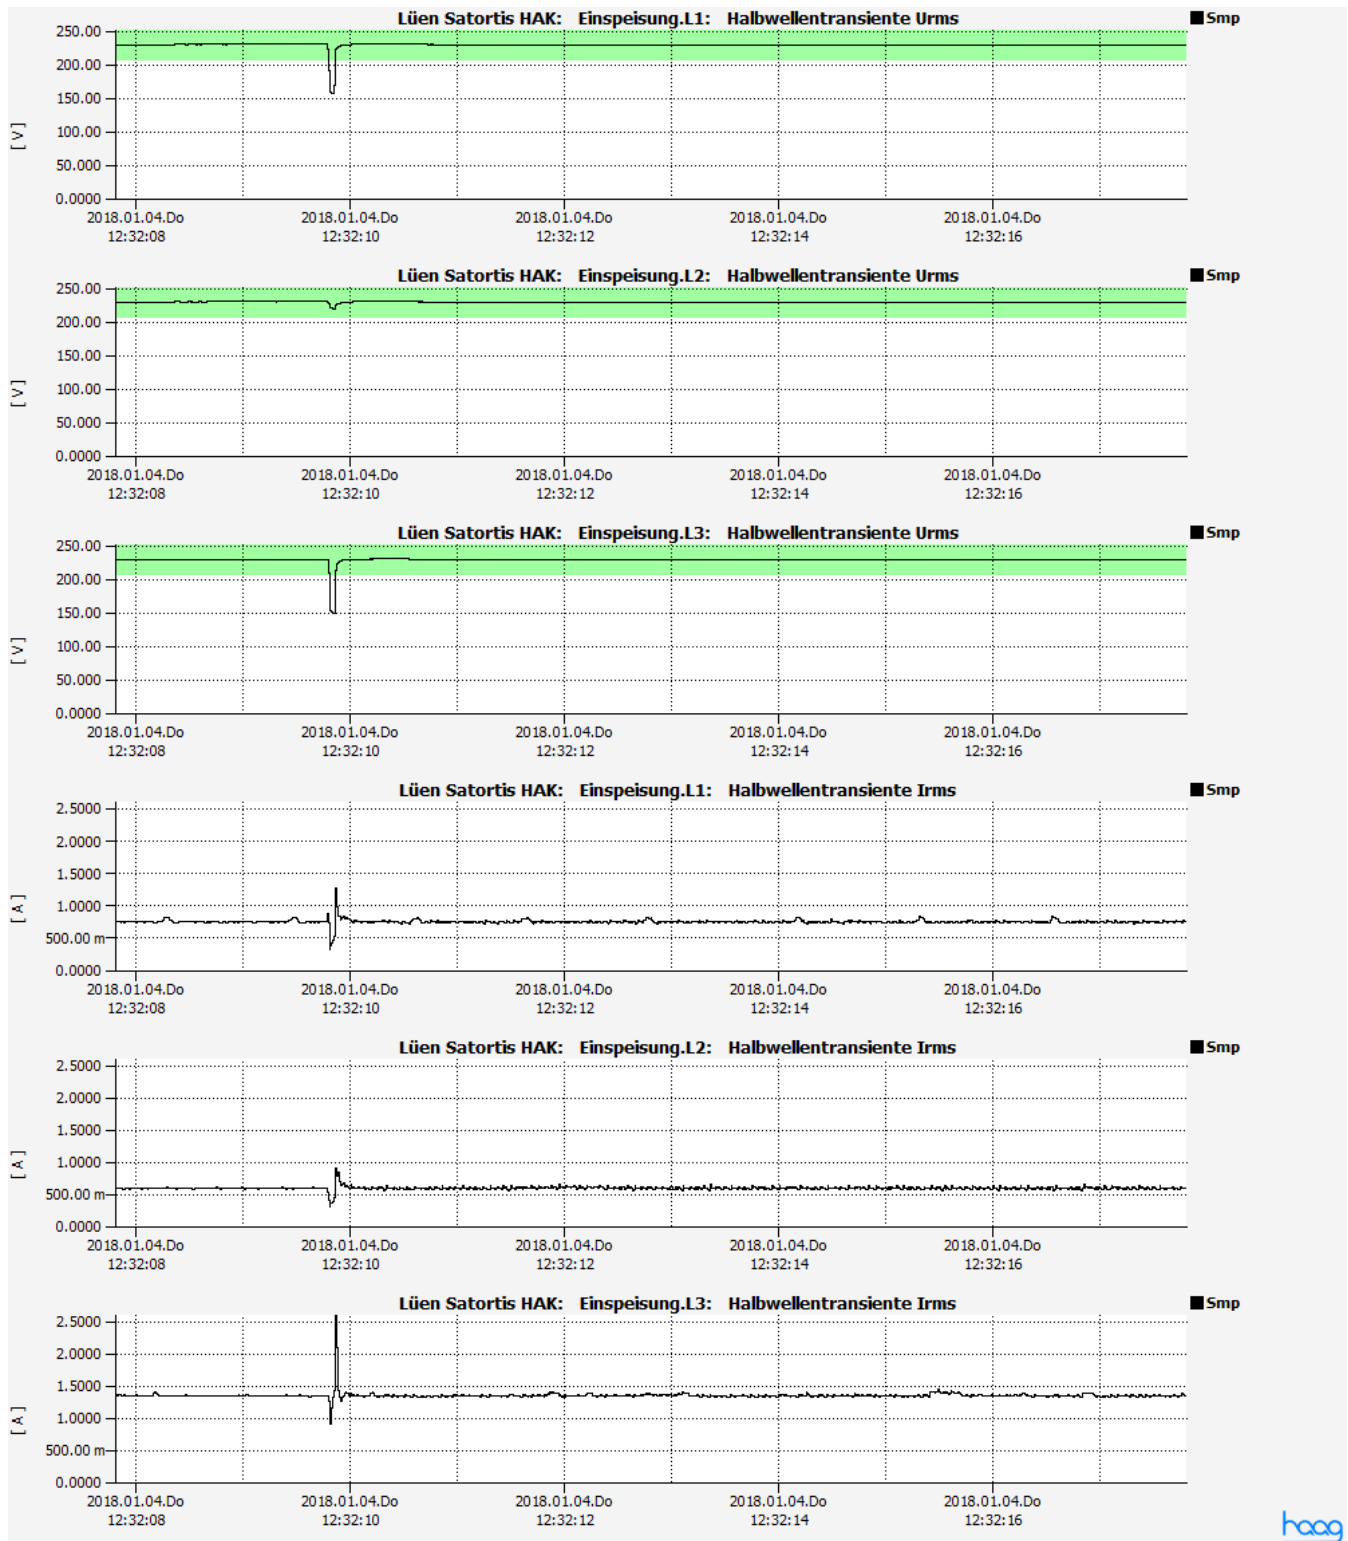 Lüen Satortis HAK: Einspeisung.L1: Halbwellentransiente Urms
Smp
250.00
200.00
150.00
100.00
50.000
0.0000
[ V ]
2018.01.04.Do 2018.01.04.Do 2018.01.04.Do 2018.01.04.Do 2018.01.04.Do
12:32:08 12:32:10 12:32:12 12:32:14 12:32:16
Lüen Satortis HAK: Einspeisung.L2: Halbwellentransiente Urms
Smp
250.00
200.00
150.00
100.00
50.000
0.0000
[ V ]
2018.01.04.Do 2018.01.04.Do 2018.01.04.Do 2018.01.04.Do 2018.01.04.Do
12:32:08 12:32:10 12:32:12 12:32:14 12:32:16
Lüen Satortis HAK: Einspeisung.L3: Halbwellentransiente Urms
Smp
250.00
200.00
150.00
100.00
50.000
0.0000
[ V ]
2018.01.04.Do 2018.01.04.Do 2018.01.04.Do 2018.01.04.Do 2018.01.04.Do
12:32:08 12:32:10 12:32:12 12:32:14 12:32:16
Lüen Satortis HAK: Einspeisung.L1: Halbwellentransiente Irms
Smp
2.5000
2.0000
1.5000
1.0000
500.00 m
0.0000
[ A ]
2018.01.04.Do 2018.01.04.Do 2018.01.04.Do 2018.01.04.Do 2018.01.04.Do
12:32:08 12:32:10 12:32:12 12:32:14 12:32:16
Lüen Satortis HAK: Einspeisung.L2: Halbwellentransiente Irms
Smp
2.5000
2.0000
1.5000
1.0000
500.00 m
0.0000
[ A ]
2018.01.04.Do 2018.01.04.Do 2018.01.04.Do 2018.01.04.Do 2018.01.04.Do
12:32:08 12:32:10 12:32:12 12:32:14 12:32:16
Lüen Satortis HAK: Einspeisung.L3: Halbwellentransiente Irms
Smp
2.5000
2.0000
1.5000
1.0000
500.00 m
0.0000
[ A ]
2018.01.04.Do 2018.01.04.Do 2018.01.04.Do 2018.01.04.Do 2018.01.04.Do
12:32:08 12:32:10 12:32:12 12:32:14 12:32:16
haag